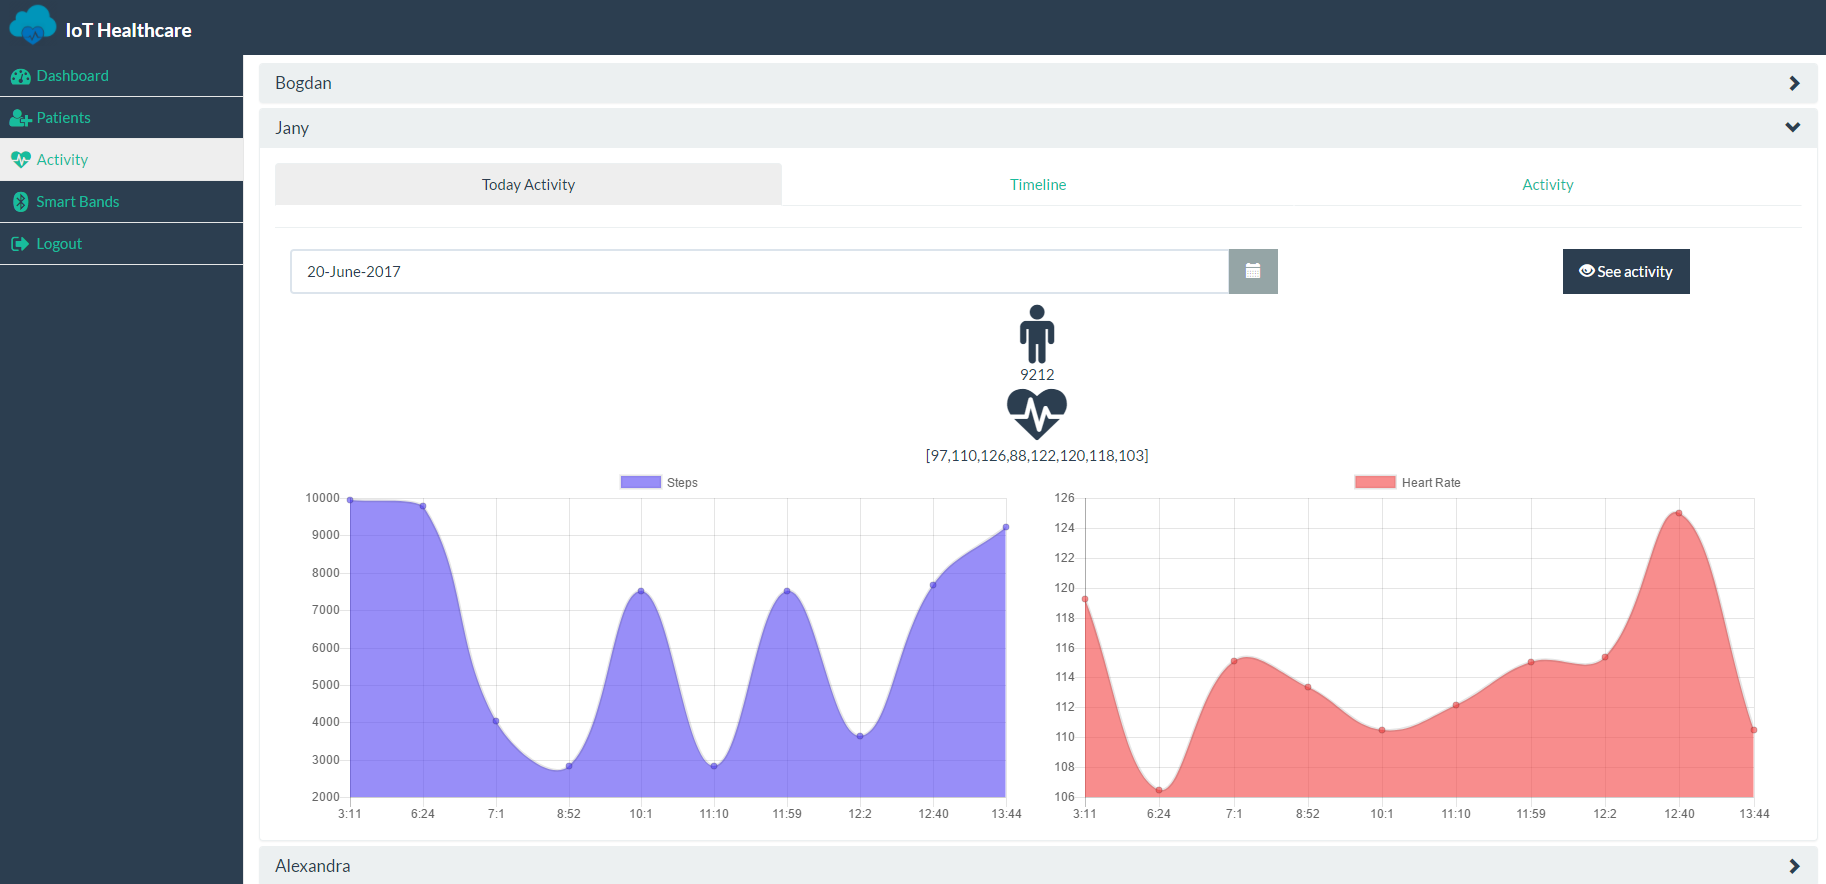 IoT Healthcare
Dashboard
Patients
Activity
Smart Bands
Logout
Bogdan
Jany
Today Activity
Timeline
Activity
20-June-2017
See activity
9212
[97,110,126,88,122,120,118,103]
Steps
10000
9000
8000
7000
6000
5000
4000
3000
2000
3:11 6:24 7:1 8:52 10:1 11:10 11:59 12:2 12:40 13:44
Heart Rate
126
124
122
120
118
116
114
112
110
108
106
3:11 6:24 7:1 8:52 10:1 11:10 11:59 12:2 12:40 13:44
Alexandra